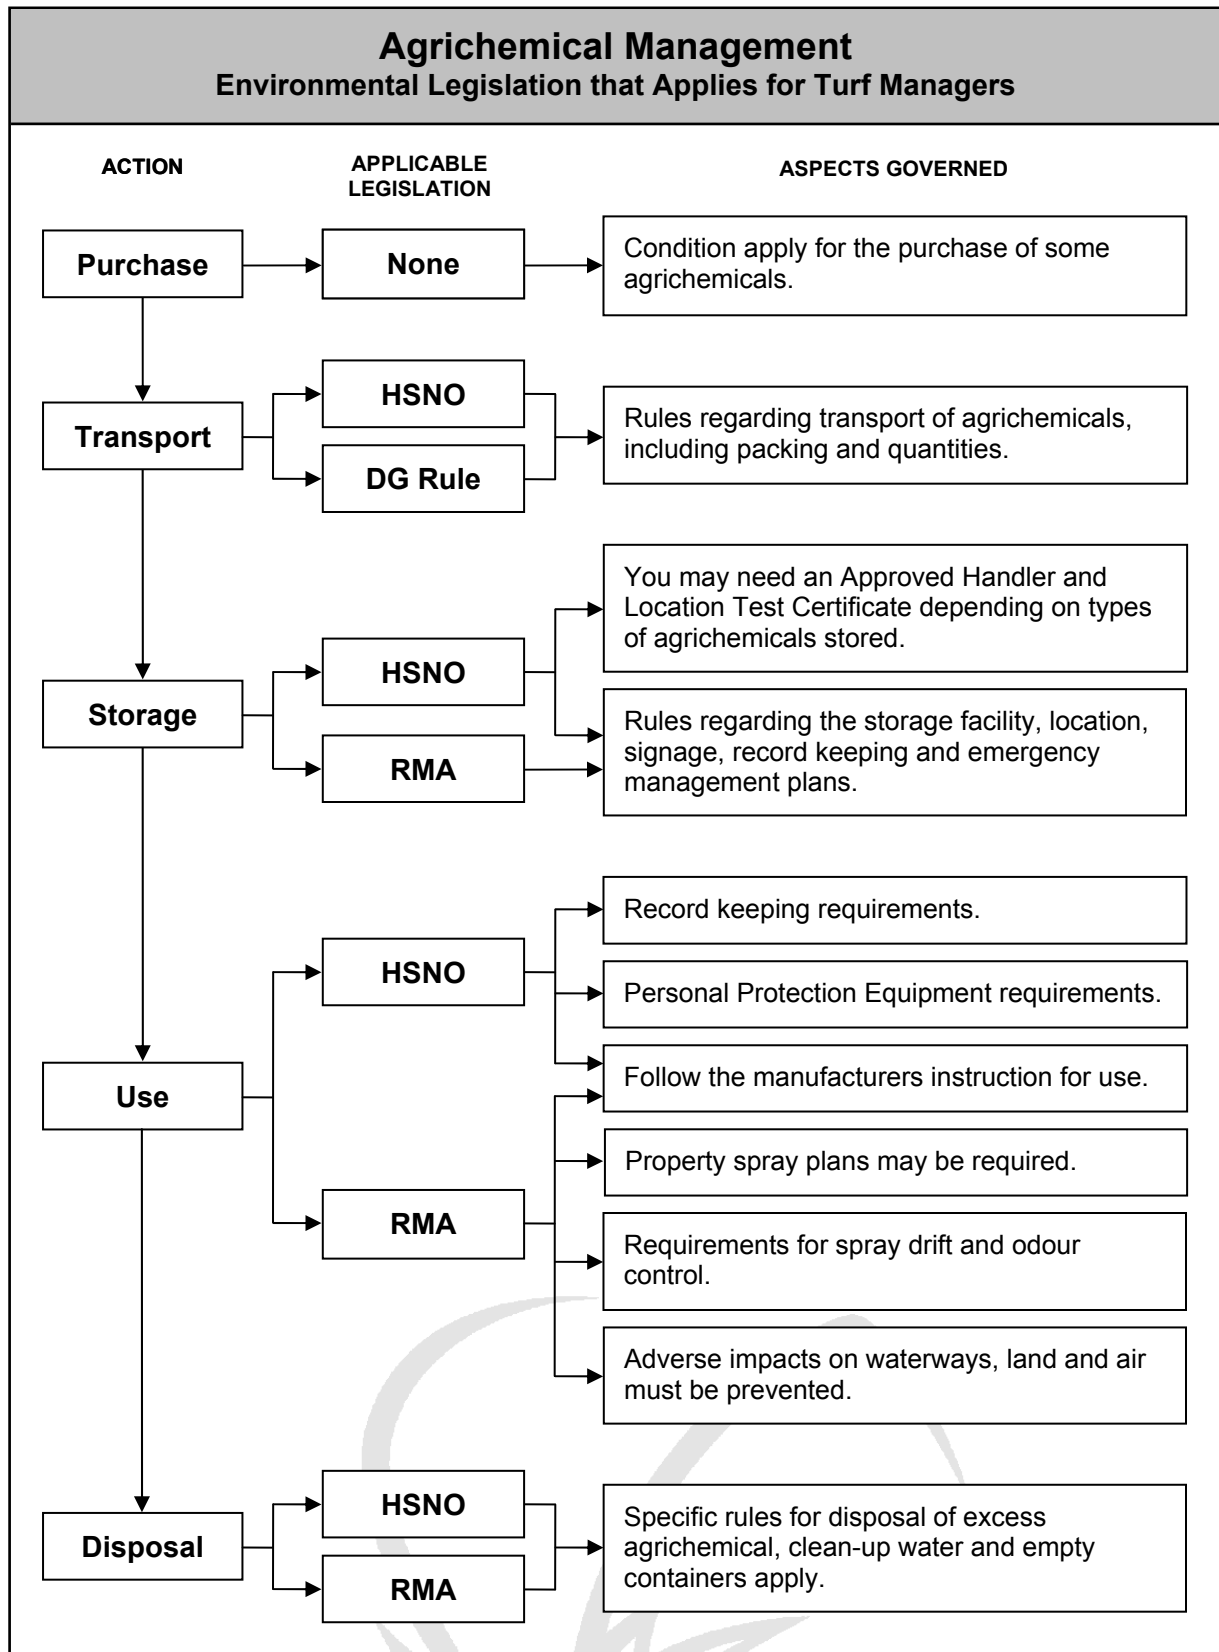 Agrichemical Management
Environmental Legislation that Applies for Turf Managers
ACTION
APPLICABLE
LEGISLATION
ASPECTS GOVERNED
Purchase
None
Condition apply for the purchase of some
agrichemicals.
Transport
HSNO
DG Rule
Rules regarding transport of agrichemicals,
including packing and quantities.
Storage
HSNO
RMA
You may need an Approved Handler and
Location Test Certificate depending on types
of agrichemicals stored.
Rules regarding the storage facility, location,
signage, record keeping and emergency
management plans.
Use
HSNO
Record keeping requirements.
Personal Protection Equipment requirements.
Follow the manufacturers instruction for use.
RMA
Property spray plans may be required.
Requirements for spray drift and odour
control.
Adverse impacts on waterways, land and air
must be prevented.
Disposal
HSNO
RMA
Specific rules for disposal of excess
agrichemical, clean-up water and empty
containers apply.